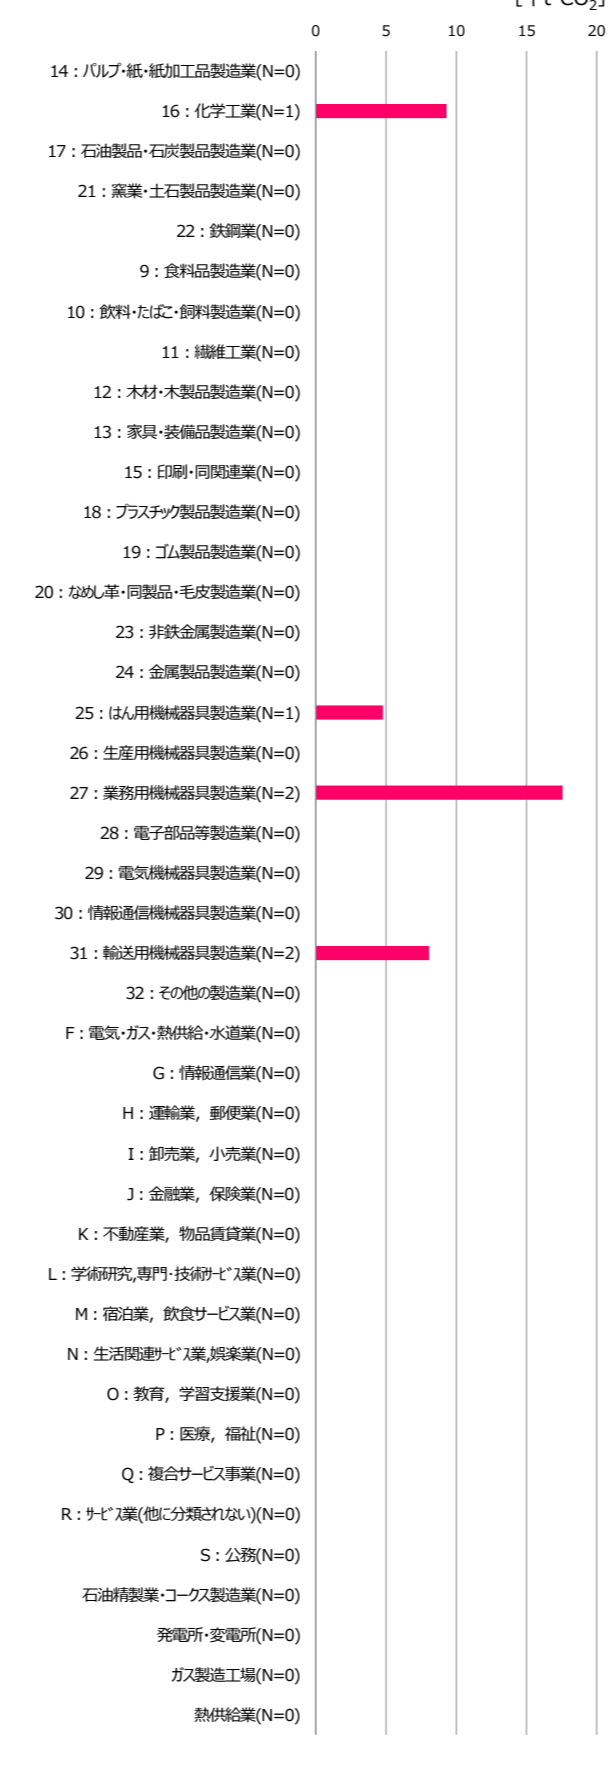 0 5 10 15 20
14：パルプ・紙・紙加工品製造業(N=0)
16：化学工業(N=1)
17：石油製品・石炭製品製造業(N=0)
21：窯業・土石製品製造業(N=0)
22：鉄鋼業(N=0)
9：食料品製造業(N=0)
10：飲料・たばこ・飼料製造業(N=0)
11：繊維工業(N=0)
12：木材・木製品製造業(N=0)
13：家具・装備品製造業(N=0)
15：印刷・同関連業(N=0)
18：プラスチック製品製造業(N=0)
19：ゴム製品製造業(N=0)
20：なめし革・同製品・毛皮製造業(N=0)
23：非鉄金属製造業(N=0)
24：金属製品製造業(N=0)
25：はん用機械器具製造業(N=1)
26：生産用機械器具製造業(N=0)
27：業務用機械器具製造業(N=2)
28：電子部品等製造業(N=0)
29：電気機械器具製造業(N=0)
30：情報通信機械器具製造業(N=0)
31：輸送用機械器具製造業(N=2)
32：その他の製造業(N=0)
F：電気・ガス・熱供給・水道業(N=0)
G：情報通信業(N=0)
H：運輸業，郵便業(N=0)
I：卸売業，小売業(N=0)
J：金融業，保険業(N=0)
K：不動産業，物品賃貸業(N=0)
L：学術研究,専門・技術ｻｰﾋﾞｽ業(N=0)
M：宿泊業，飲食サービス業(N=0)
N：生活関連ｻｰﾋﾞｽ業,娯楽業(N=0)
O：教育，学習支援業(N=0)
P：医療，福祉(N=0)
Q：複合サービス事業(N=0)
R：ｻｰﾋﾞｽ業(他に分類されない)(N=0)
S：公務(N=0)
石油精製業・コークス製造業(N=0)
発電所・変電所(N=0)
ガス製造工場(N=0)
熱供給業(N=0)